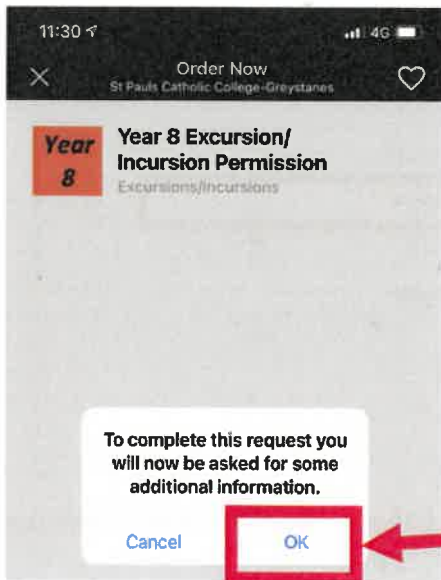 11:30
4G
Order Now
St Pauls Catholic College-Greystanes
Year
8
Year 8 Excursion/
Incursion Permission
Excursions/Incursions
To complete this request you
will now be asked for some
additional information.
Cancel
OK